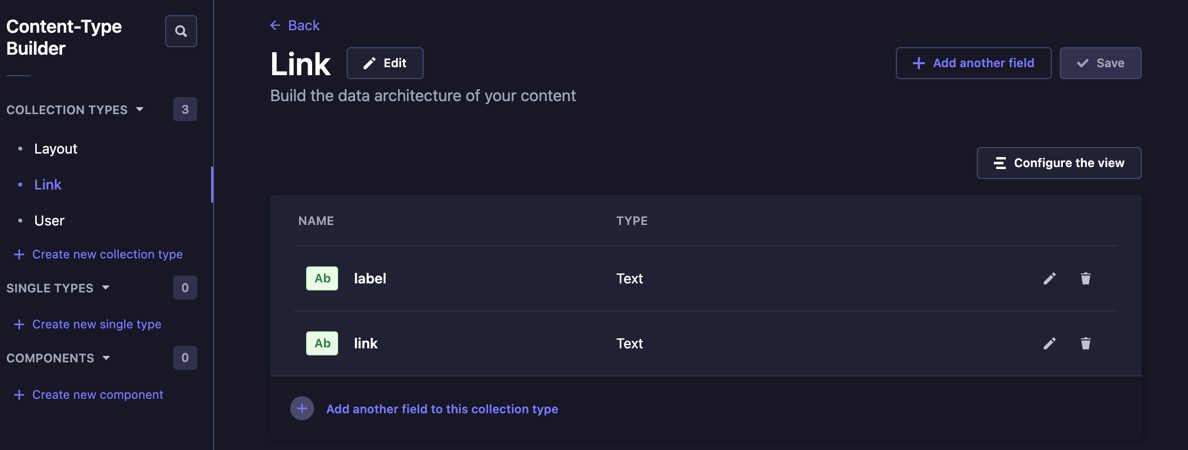 Content-Type
Builder
COLLECTION TYPES
3
Layout
Link
User
Create new collection type
SINGLE TYPES
0
Create new single type
COMPONENTS
0
Create new component
Back
Link
Edit
Add another field
Save
Build the data architecture of your content
Configure the view
NAME TYPE
Ab label Text
Ab link Text
Add another field to this collection type